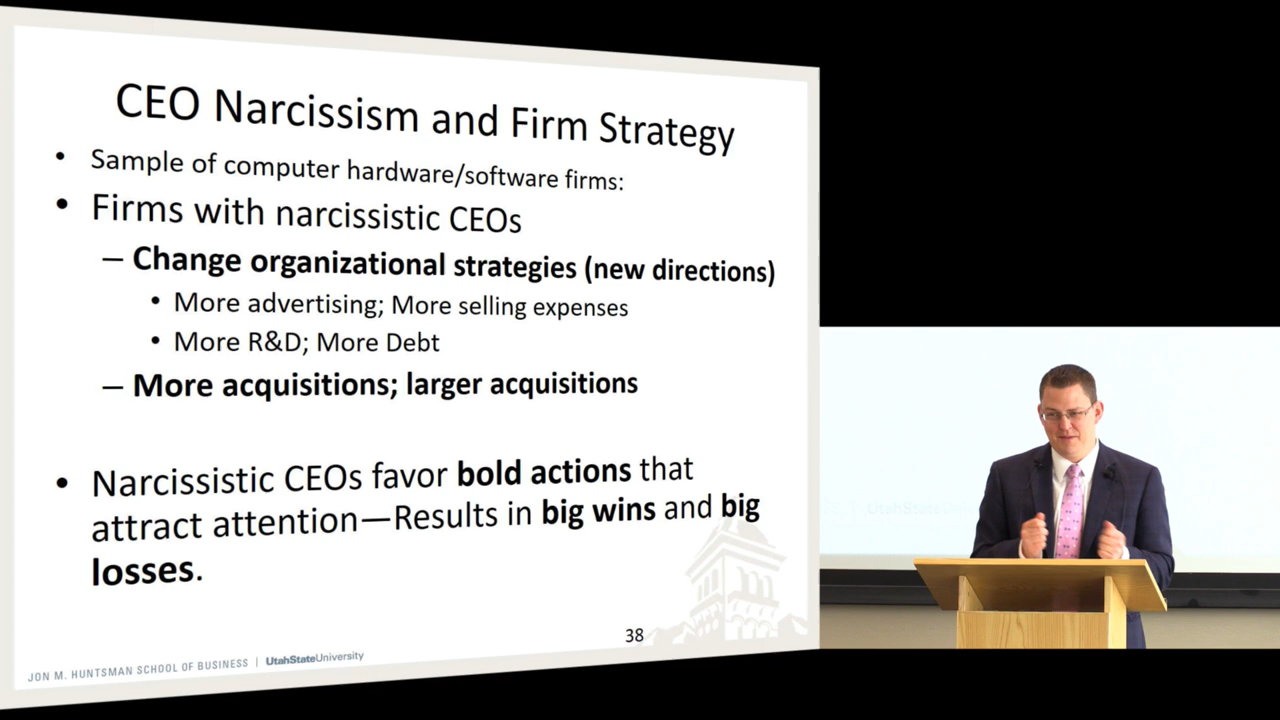 CEO Narcissism and Firm Strategy
• Sample of computer hardware/software firms:
• Firms with narcissistic CEOs
– Change organizational strategies (new directions)
• More advertising; More selling expenses
• More R&D; More Debt
– More acquisitions; larger acquisitions
• Narcissistic CEOs favor bold actions that
attract attention—Results in big wins and big
losses.
38
JON M. HUNTSMAN SCHOOL OF BUSINESS | UtahStateUniversity